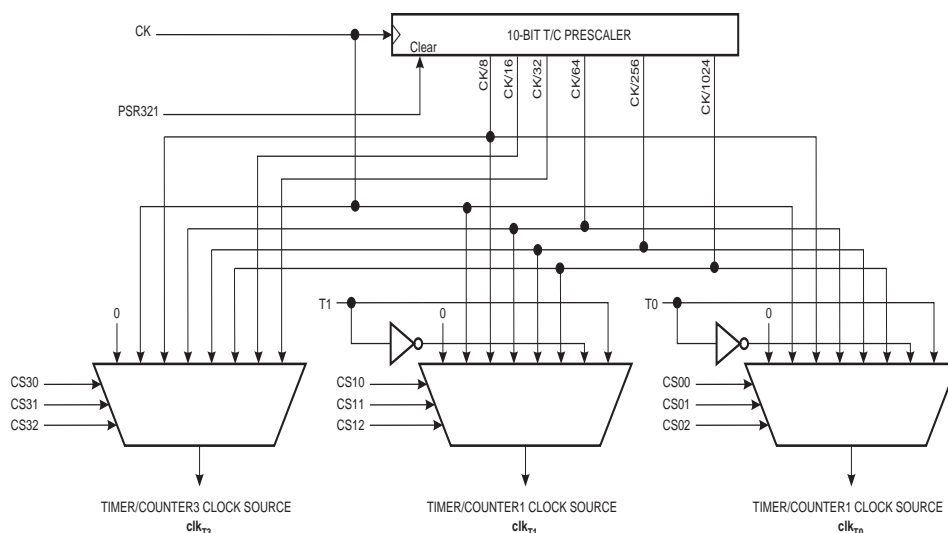 CK
10-BIT T/C PRESCALER
Clear
CK/8
CK/16
CK/32
CK/64
CK/256
CK/1024
PSR321
T1
T0
0
0
0
CS30
CS31
CS32
CS10
CS11
CS12
CS00
CS01
CS02
TIMER/COUNTER3 CLOCK SOURCE
clkT3
TIMER/COUNTER1 CLOCK SOURCE
clkT1
TIMER/COUNTER1 CLOCK SOURCE
clkT0